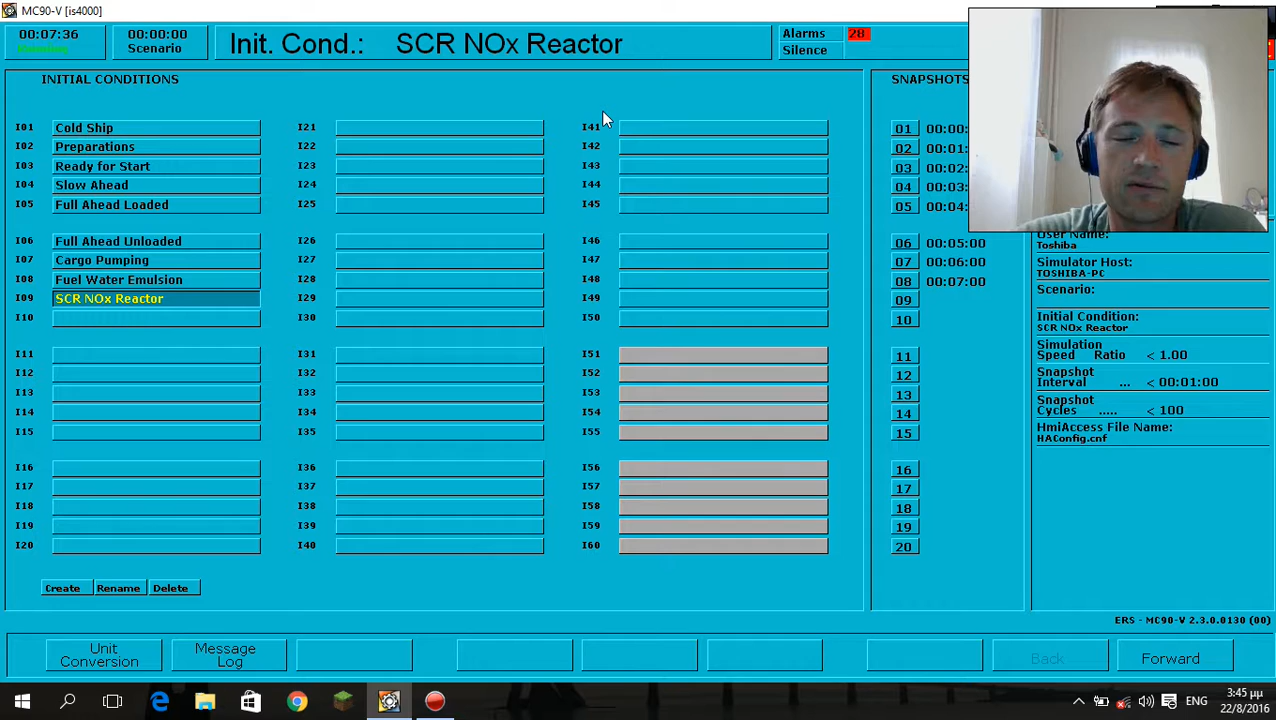 MC90-V [is4000]
00:07:36
Running
00:00:00
Scenario
Init. Cond.: SCR NOx Reactor
Alarms 28
Silence
INITIAL CONDITIONS
I01 Cold Ship
I02 Preparations
I03 Ready for Start
I04 Slow Ahead
I05 Full Ahead Loaded
I06 Full Ahead Unloaded
I07 Cargo Pumping
I08 Fuel Water Emulsion
I09 SCR NOx Reactor
I10
I11
I12
I13
I14
I15
I16
I17
I18
I19
I20
I21
I22
I23
I24
I25
I26
I27
I28
I29
I30
I31
I32
I33
I34
I35
I36
I37
I38
I39
I40
I41
I42
I43
I44
I45
I46
I47
I48
I49
I50
I51
I52
I53
I54
I55
I56
I57
I58
I59
I60
Create Rename Delete
SNAPSHOTS
01 00:00:
02 00:01:
03 00:02:
04 00:03:
05 00:04:
06 00:05:00
07 00:06:00
08 00:07:00
09
10
11
12
13
14
15
16
17
18
19
20
User Name:
Toshiba
Simulator Host:
TOSHIBA-PC
Scenario:
Initial Condition:
SCR NOx Reactor
Simulation
Speed Ratio < 1.00
Snapshot
Interval ... < 00:01:00
Snapshot
Cycles ..... < 100
HmiAccess File Name:
HAConfig.cnf
ERS - MC90-V 2.3.0.0130 (00)
Unit
Conversion
Message
Log
Back
Forward
ENG
3:45 μμ
22/8/2016